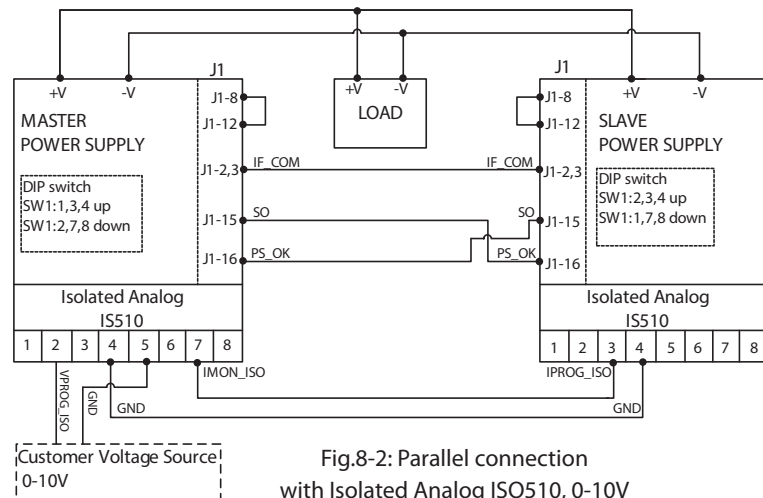 J1
J1
+V
-V
+V
-V
+V
-V
J1-8
J1-8
MASTER
POWER SUPPLY
LOAD
SLAVE
POWER SUPPLY
J1-12
J1-12
J1-2,3
IF_COM
IF_COM
J1-2,3
DIP switch
SW1:1,3,4 up
SW1:2,7,8 down
DIP switch
SW1:2,3,4 up
SW1:1,7,8 down
J1-15
SO
SO
J1-15
J1-16
PS_OK
PS_OK
J1-16
Isolated Analog
IS510
Isolated Analog
IS510
1 2 3 4 5 6 7 8
1 2 3 4 5 6 7 8
VPROG_ISO
GND
GND
IMON_ISO
IPROG_ISO
GND
Customer Voltage Source
0-10V
Fig.8-2: Parallel connection
with Isolated Analog ISO510, 0-10V